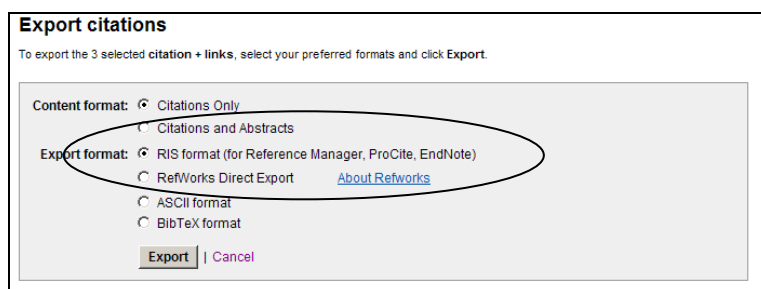 Export citations
To export the 3 selected citation + links, select your preferred formats and click Export.
Content format: Citations Only
Citations and Abstracts
Export format: RIS format (for Reference Manager, ProCite, EndNote)
RefWorks Direct Export About Refworks
ASCII format
BibTeX format
Export | Cancel